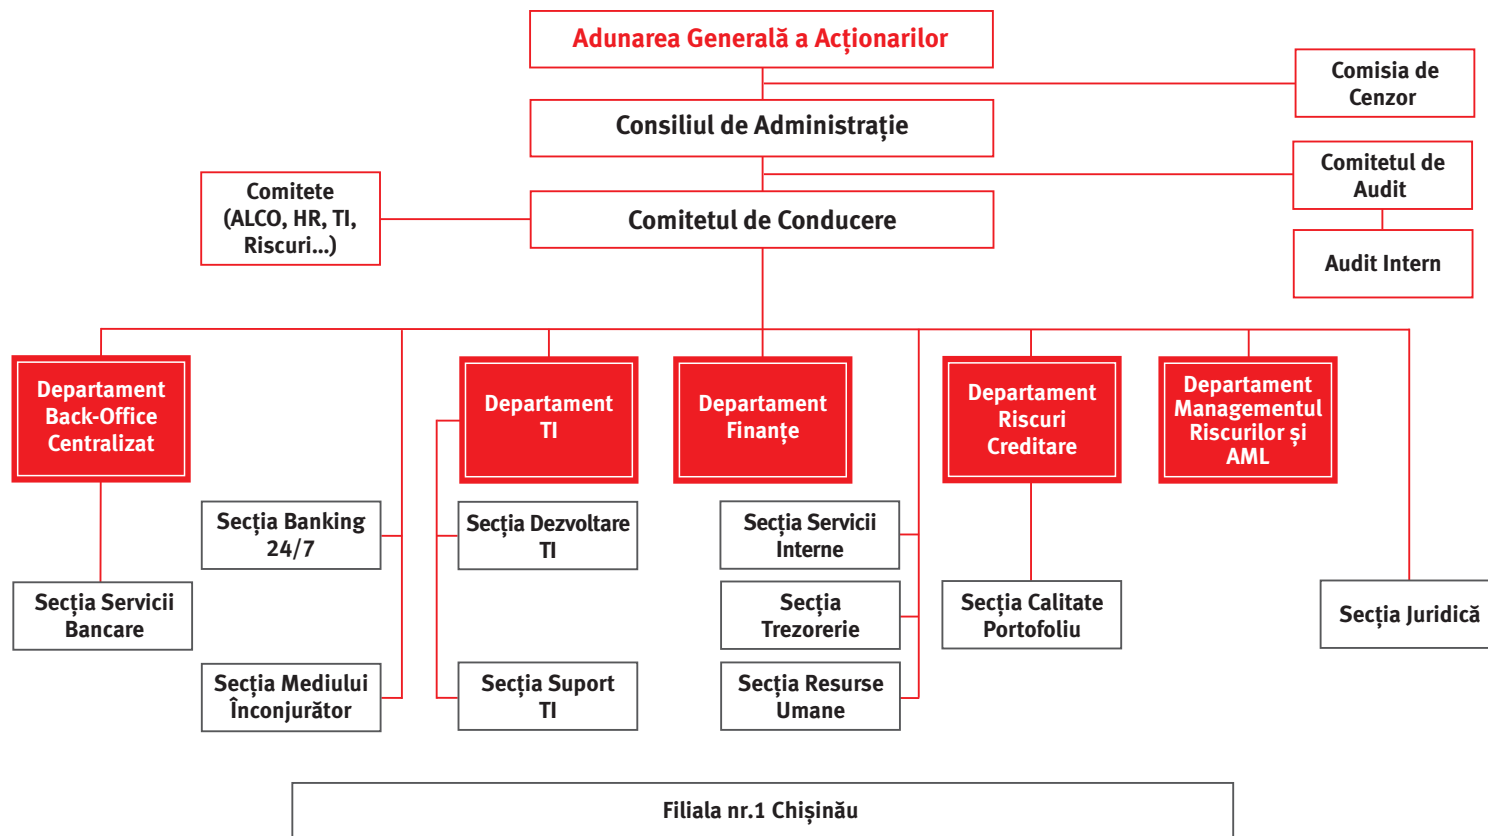 Adunarea Generală a Acționarilor
Comisia de
Cenzor
Consiliul de Administrație
Comitetul de
Audit
Comitete
(ALCO, HR, TI,
Riscuri...)
Comitetul de Conducere
Audit Intern
Departament
Back-Office
Centralizat
Departament
TI
Departament
Finanțe
Departament
Riscuri
Creditare
Departament
Managementul
Riscurilor și
AML
Secția Banking
24/7
Secția Dezvoltare
TI
Secția Servicii
Interne
Secția Servicii
Bancare
Secția
Trezorerie
Secția Calitate
Portofoliu
Secția Juridică
Secția Mediului
Înconjurător
Secția Suport
TI
Secția Resurse
Umane
Filiala nr.1 Chișinău